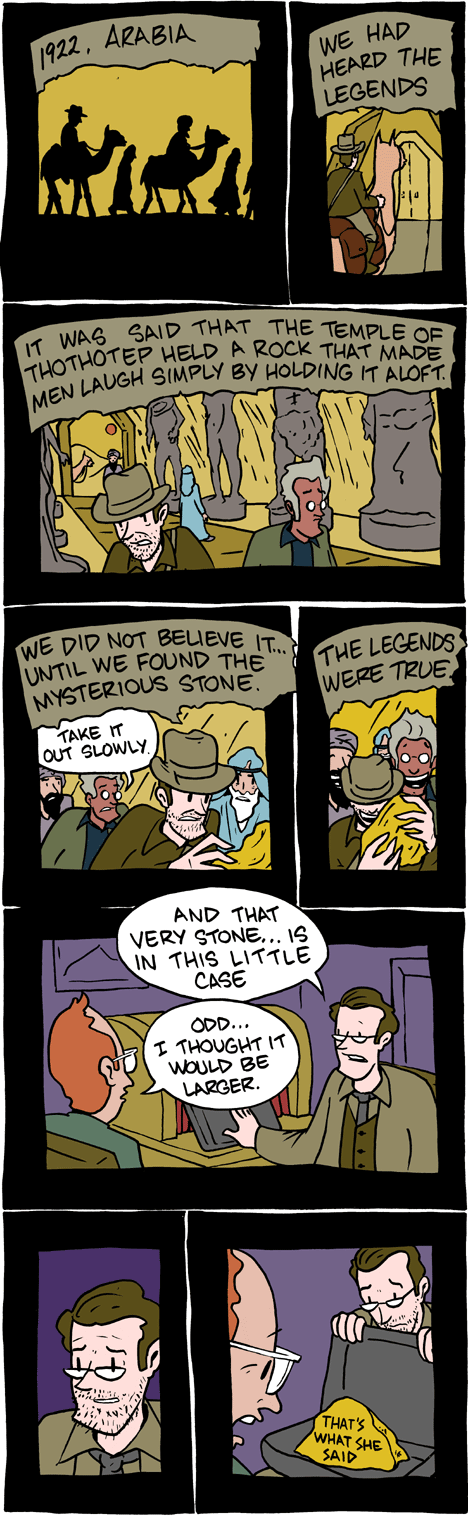 1922, ARABIA
WE HAD
HEARD THE
LEGENDS
IT WAS SAID THAT THE TEMPLE OF
THOTHOTEP HELD A ROCK THAT MADE
MEN LAUGH SIMPLY BY HOLDING IT ALOFT.
WE DID NOT BELIEVE IT...
UNTIL WE FOUND THE
MYSTERIOUS STONE.
TAKE IT
OUT SLOWLY.
THE LEGENDS
WERE TRUE.
AND THAT
VERY STONE... IS
IN THIS LITTLE
CASE
ODD...
I THOUGHT IT
WOULD BE
LARGER.
THAT'S
WHAT SHE
SAID